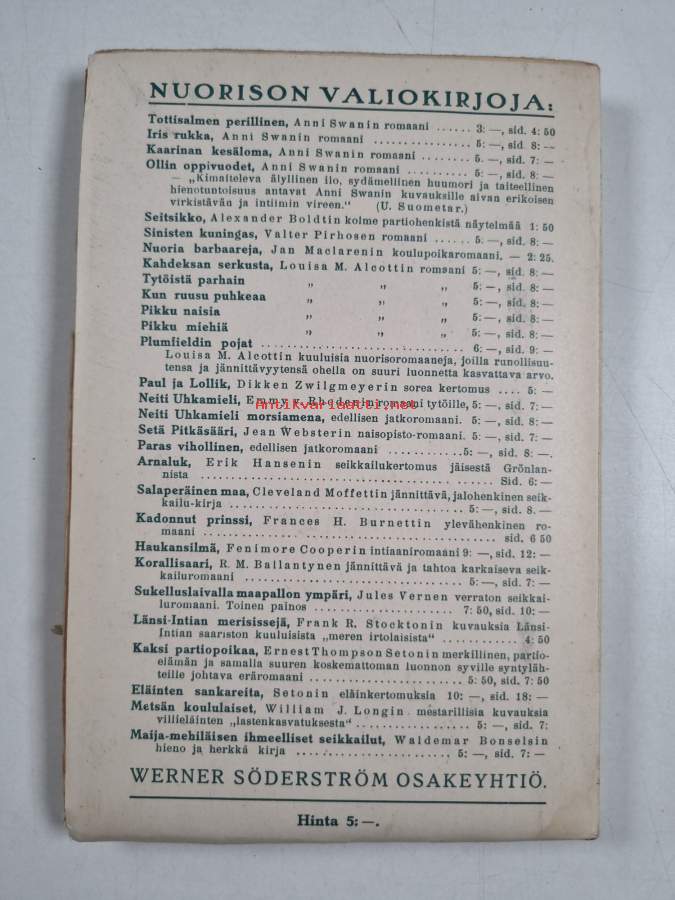 NUORISON VALIOKIRJOJA:
Tottisalmen perillinen, Anni Swanin romaani ...... 3: —, sid. 4: 50
Iris rukka, Anni Swanin romaani ................ 5: —, sid. 8: —
Kaarinan kesäloma, Anni Swanin romaani ........ 5. —, sid. 7: —
Ollin oppivuodet, Anni Swanin romaani .......... 5: —, sid. 8: —
— „Kimaiteleva älyllinen ilo, sydämellinen huumori ja taiteellinen
hienotuntoisuus antavat Anni Swanin kuvauksille aivan erikoisen
virkistävän ja intiimin vireen.“ (U. Suometar.)
Seitsikko, Alexander Boldtin kolme partiohenkistä näytelmää 1: 50
Sinisten kuningas, Valter Pirhosen romaani ...... 5: —, sid. 8: —
Nuoria barbaareja, Jan Maclarenin koulupoikaromaani. — 2: 25.
Kahdeksan serkusta, Louisa M. Alcottin romaani 5: —, sid. 8: —
Tytöistä parhain „ „ „ 5: —, sid. 8: —
Kun ruusu puhkeaa „ „ „ 5: —, sid. 8: —
Pikku naisia „ „ „ 5: —, sid. 8: —
Pikku miehiä „ „ „ 5: —, sid. 8: —
Plumfieldin pojat ................................ 6: —, sid. 9: —
Louisa M. Alcottin kuuluisia nuorisoromaaneja, joilla runollisuu-
tensa ja jännittävyytensä ohella on suuri luonnetta kasvattava arvo.
Paul ja Lollik, Dikken Zwilgmeyerin sorea kertomus .... 5: —
Neiti Uhkamieli, Emmy v. Rhodenin romaani tytöille, 5: —, sid. 7: —
Antikvariaatti.net
Neiti Uhkamieli morsiamena, edellisen jatkoromaani. 5: —, sid. 8: —
Setä Pitkäsääri, Jean Websterin naisopisto-romaani. 5: —, sid. 7: —
Paras vihollinen, edellisen jatkoromaani ........ 5: —, sid. 8: —.
Arnaluk, Erik Hansenin seikkailukertomus jäisestä Grönlan-
nista ........................................ Sid. 6: —
Salaperäinen maa, Cleveland Moffettin jännittävä, jalohenkinen seik-
kailu-kirja ................................ 5: —, sid. 8. —
Kadonnut prinssi, Frances H. Burnettin ylevähenkinen ro-
maani ........................................ sid. 6 50
Haukansilmä, Fenimore Cooperin intiaaniromaani 9: —, sid. 12: —
Korallisaari, R. M. Ballantynen jännittävä ja tahtoa karkaiseva seik-
kailuromaani ................................ 5: —, sid. 7: —
Sukelluslaivalla maapallon ympäri, Jules Vernen verraton seikkai-
luromaani. Toinen painos .................... 7: 50, sid. 10: —
Länsi-Intian merisissejä, Frank R. Stocktonin kuvauksia Länsi-
Intian saariston kuuluisista „meren irtolaisista“ ............ 4: 50
Kaksi partiopoikaa, Ernest Thompson Setonin merkillinen, partio-
elämän ja samalla suuren koskemattoman luonnon syville syntyläh-
teille johtava eräromaani .................... 5: 50, sid. 7: 50
Eläinten sankareita, Setonin eläinkertomuksia 10: —, sid. 18: —
Metsän koululaiset, William J. Longin mestarillisia kuvauksia
villieläinten „lastenkasvatuksesta“ ................ 5: —, sid. 7:
Maija-mehiläisen ihmeelliset seikkailut, Waldemar Bonselsin
hieno ja herkkä kirja ........................ 5: —, sid. 7: —
WERNER SÖDERSTRÖM OSAKEYHTIÖ.
Hinta 5: —.